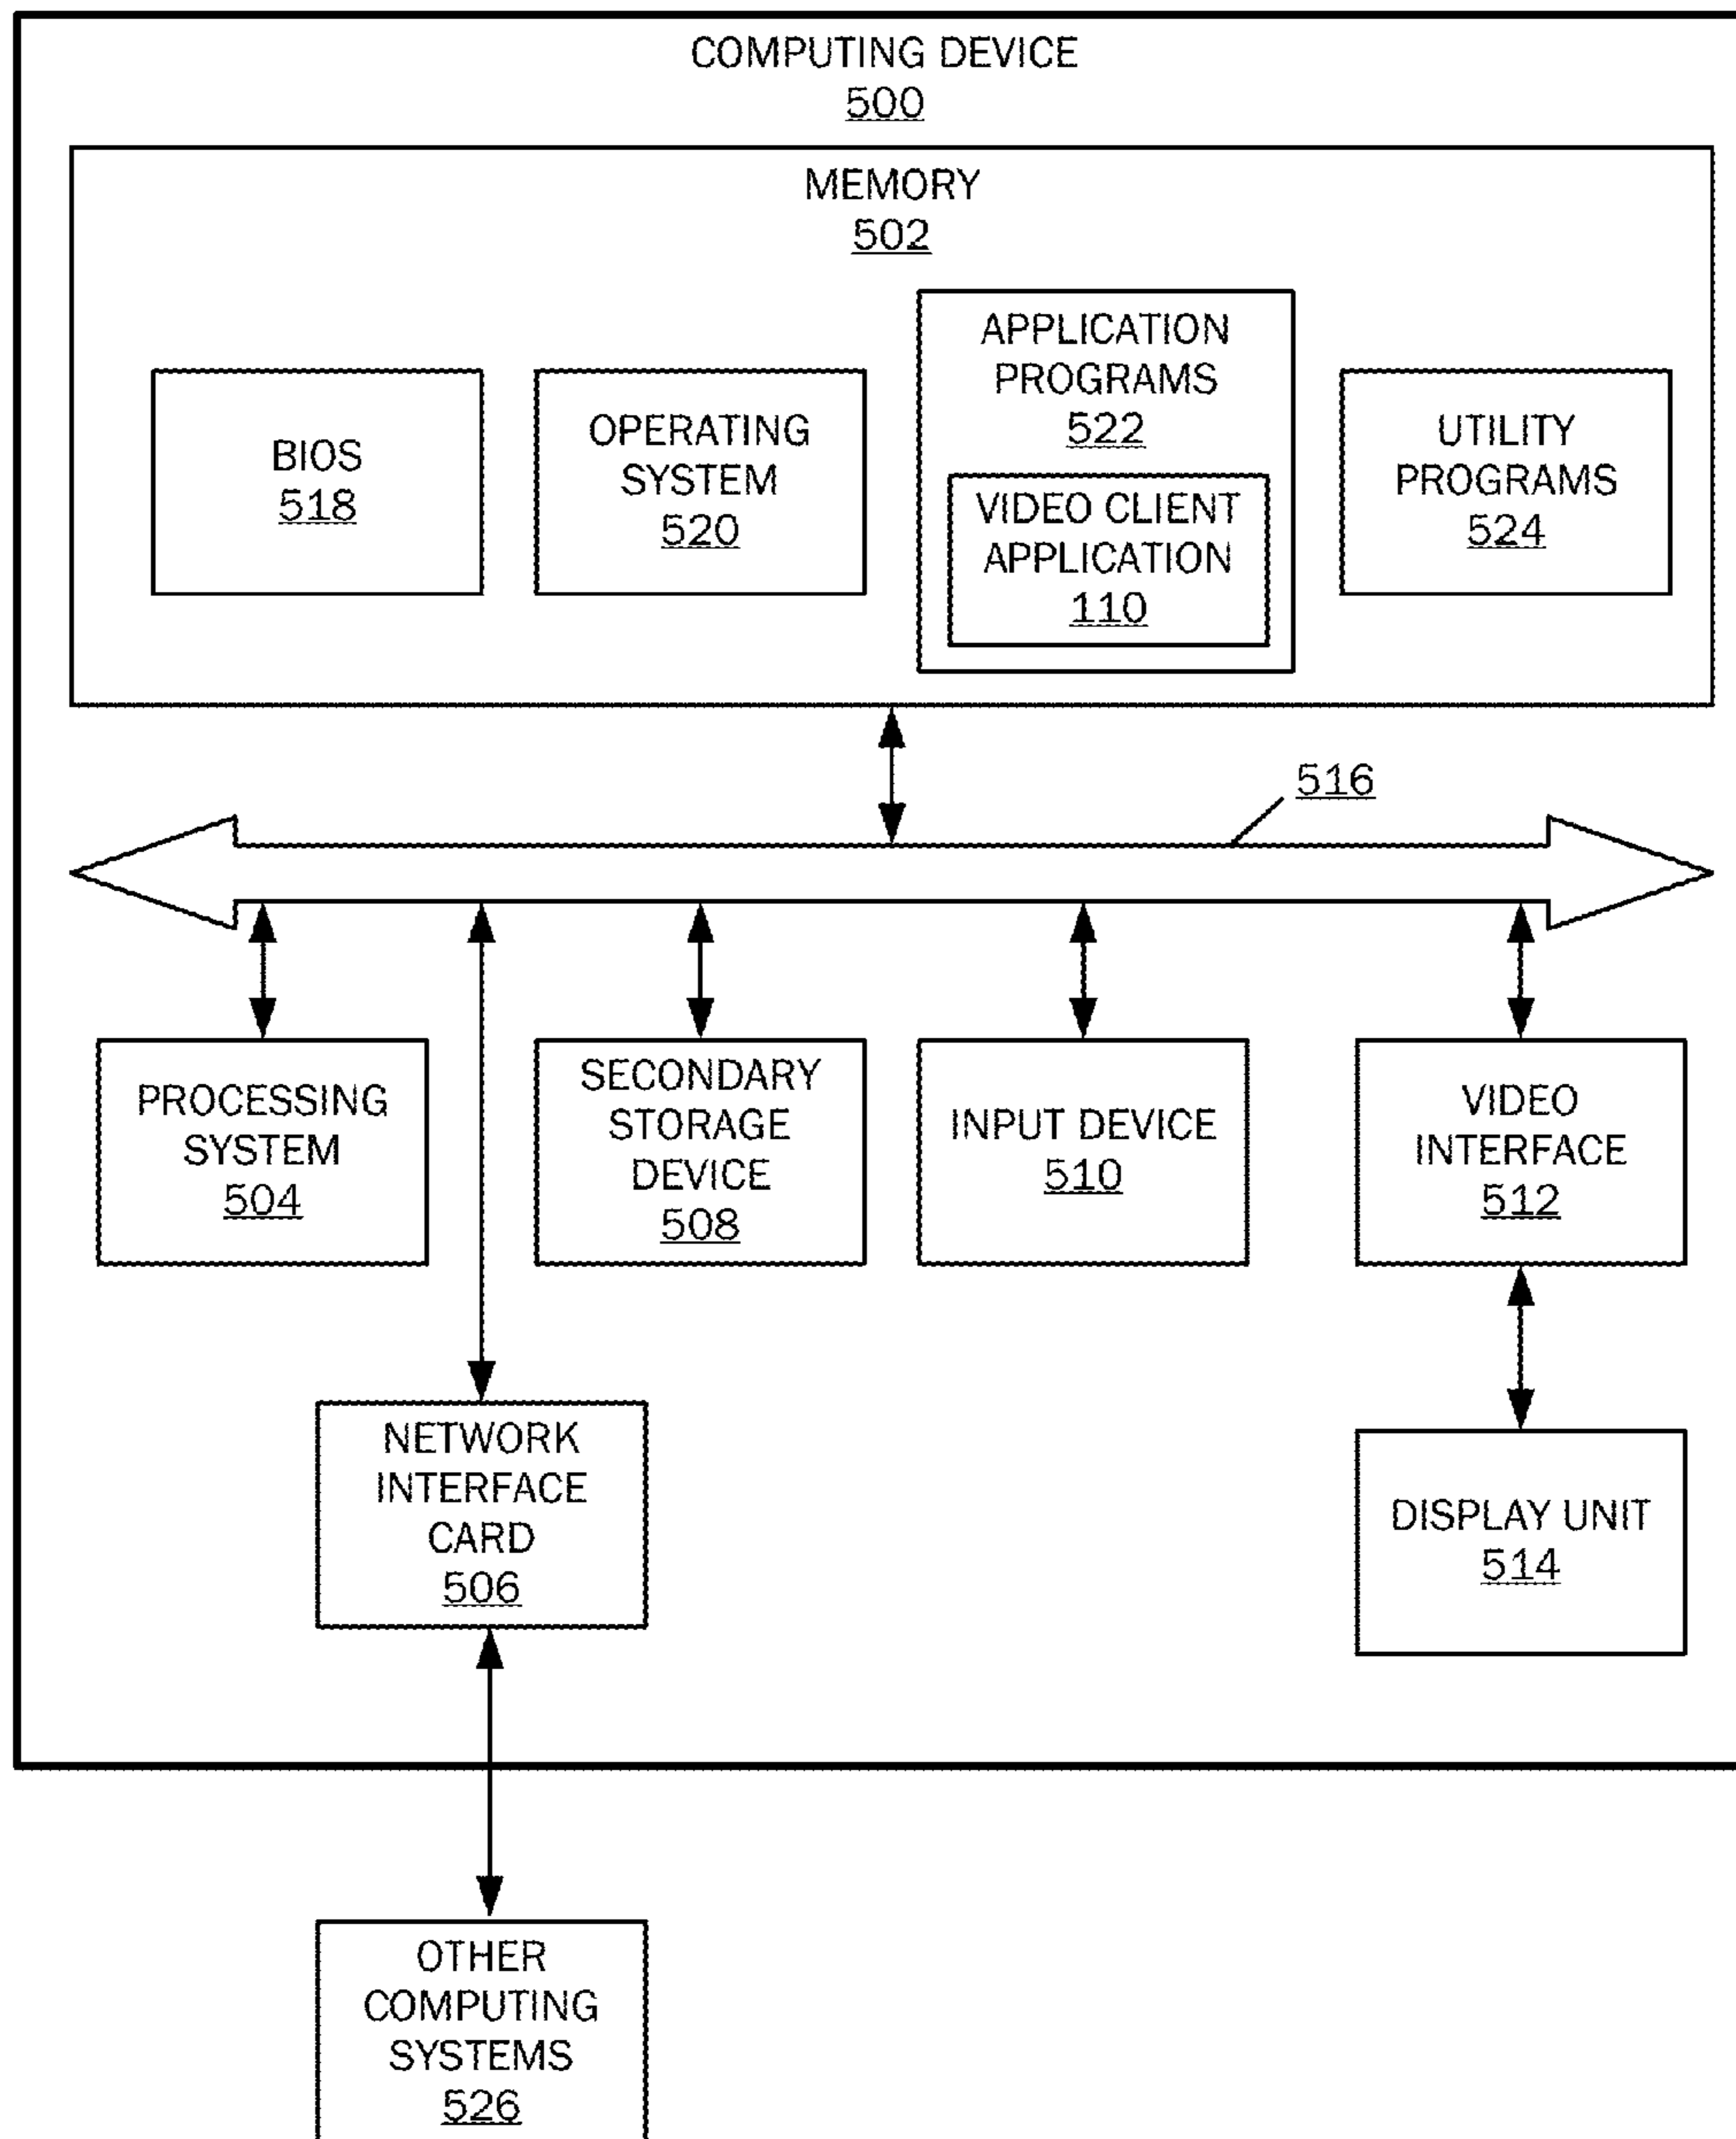 COMPUTING DEVICE
500
MEMORY
502
BIOS
518
OPERATING
SYSTEM
520
APPLICATION
PROGRAMS
522
VIDEO CLIENT
APPLICATION
110
UTILITY
PROGRAMS
524
516
PROCESSING
SYSTEM
504
SECONDARY
STORAGE
DEVICE
508
INPUT DEVICE
510
VIDEO
INTERFACE
512
NETWORK
INTERFACE
CARD
506
DISPLAY UNIT
514
OTHER
COMPUTING
SYSTEMS
526